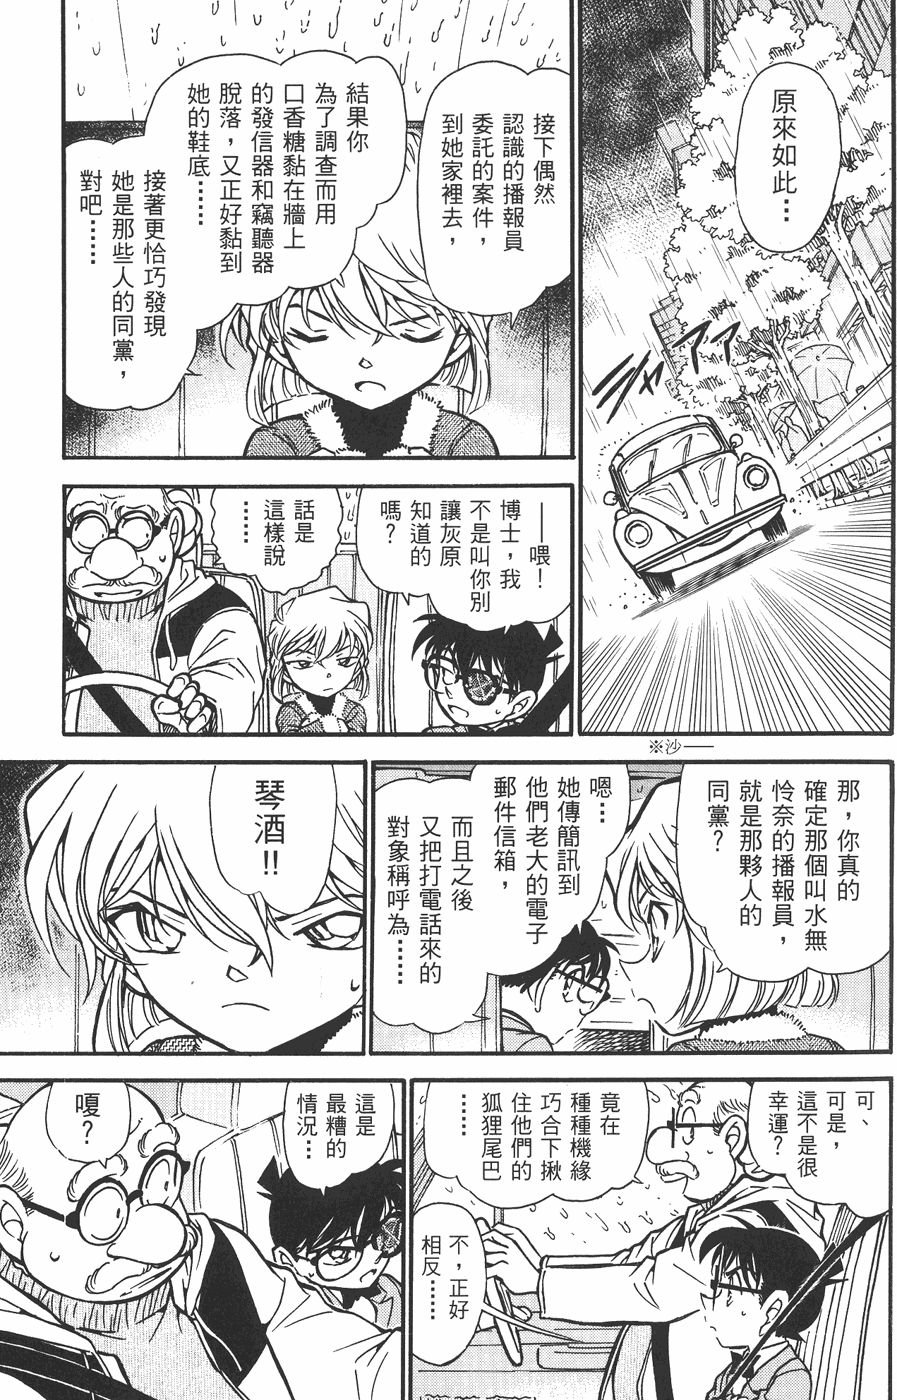 原來如此…
ジャアア
※沙——
接下偶然
認識的播報員
委託的案件，
到她家裡去，
結果你
為了調查而用
口香糖黏在牆上
的發信器和竊聽器
脫落，又正好黏到
她的鞋底……
接著更恰巧發現
她是那些人的同黨，
對吧……
——喂！
博士，我
不是叫你別
讓灰原
知道的
嗎？
話是
這樣說
……
那，你真的
確定那個叫水無
怜奈的播報員，
就是那夥人的
同黨？
嗯…
她傳簡訊到
他們老大的電子
郵件信箱，
而且之後
又把打電話來的
對象稱呼為……
琴酒!!
可、
可是，
這不是很
幸運？
竟在
種種機緣
巧合下揪
住他們的
狐狸尾巴
……
不，正好
相反……
這是
最糟的
情況…
嗄？